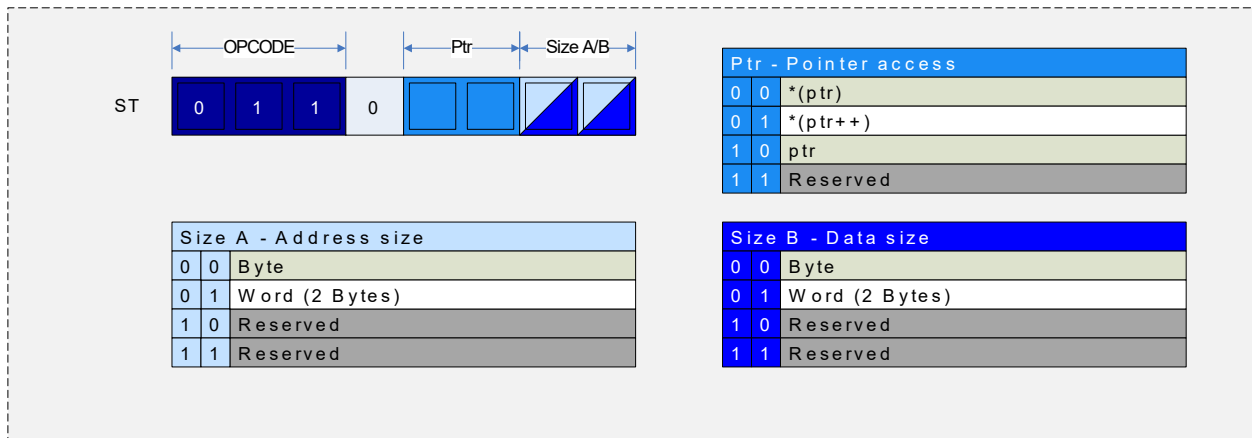 OPCODE Ptr Size A/B
ST 0 1 1 0
Ptr - Pointer access
0 0 *(ptr)
0 1 *(ptr++)
1 0 ptr
1 1 Reserved
Size A - Address size
0 0 Byte
0 1 Word (2 Bytes)
1 0 Reserved
1 1 Reserved
Size B - Data size
0 0 Byte
0 1 Word (2 Bytes)
1 0 Reserved
1 1 Reserved